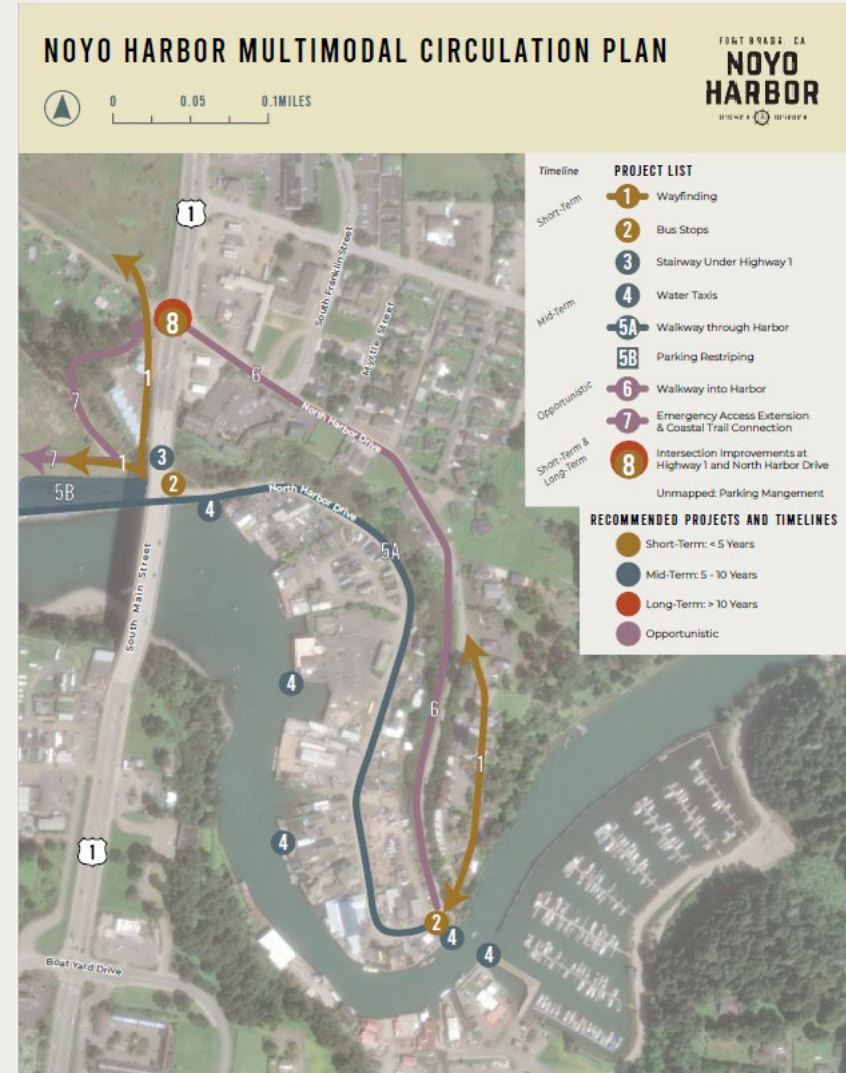 NOYO HARBOR MULTIMODAL CIRCULATION PLAN
FORT BRAGG, CA
NOYO
HARBOR
0 0.05 0.1MILES
Timeline
PROJECT LIST
Short-Term
1 Wayfinding
2 Bus Stops
3 Stairway Under Highway 1
Mid-Term
4 Water Taxis
5A Walkway through Harbor
5B Parking Restriping
Opportunistic
6 Walkway into Harbor
7 Emergency Access Extension
& Coastal Trail Connection
Short-Term &
Long-Term
8 Intersection Improvements at
Highway 1 and North Harbor Drive
Unmapped: Parking Mangement
RECOMMENDED PROJECTS AND TIMELINES
Short-Term: < 5 Years
Mid-Term: 5 - 10 Years
Long-Term: > 10 Years
Opportunistic
1
South Franklin Street
Myrtle Street
8
6
1
7
North Harbor Drive
3
7
1
2
5B
North Harbor Drive
4
5A
South Main Street
4
6
1
4
1
2
4
4
Boat Yard Drive